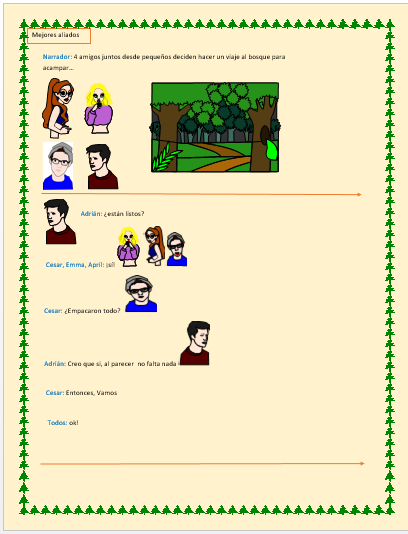 Mejores aliados
Narrador: 4 amigos juntos desde pequeños deciden hacer un viaje al bosque para
acampar...
Adrián: ¿están listos?
Cesar, Emma, April: ¡sí!
Cesar: ¿Empacaron todo?
Adrián: Creo que sí, al parecer no falta nada
Cesar: Entonces, Vamos
Todos: ok!